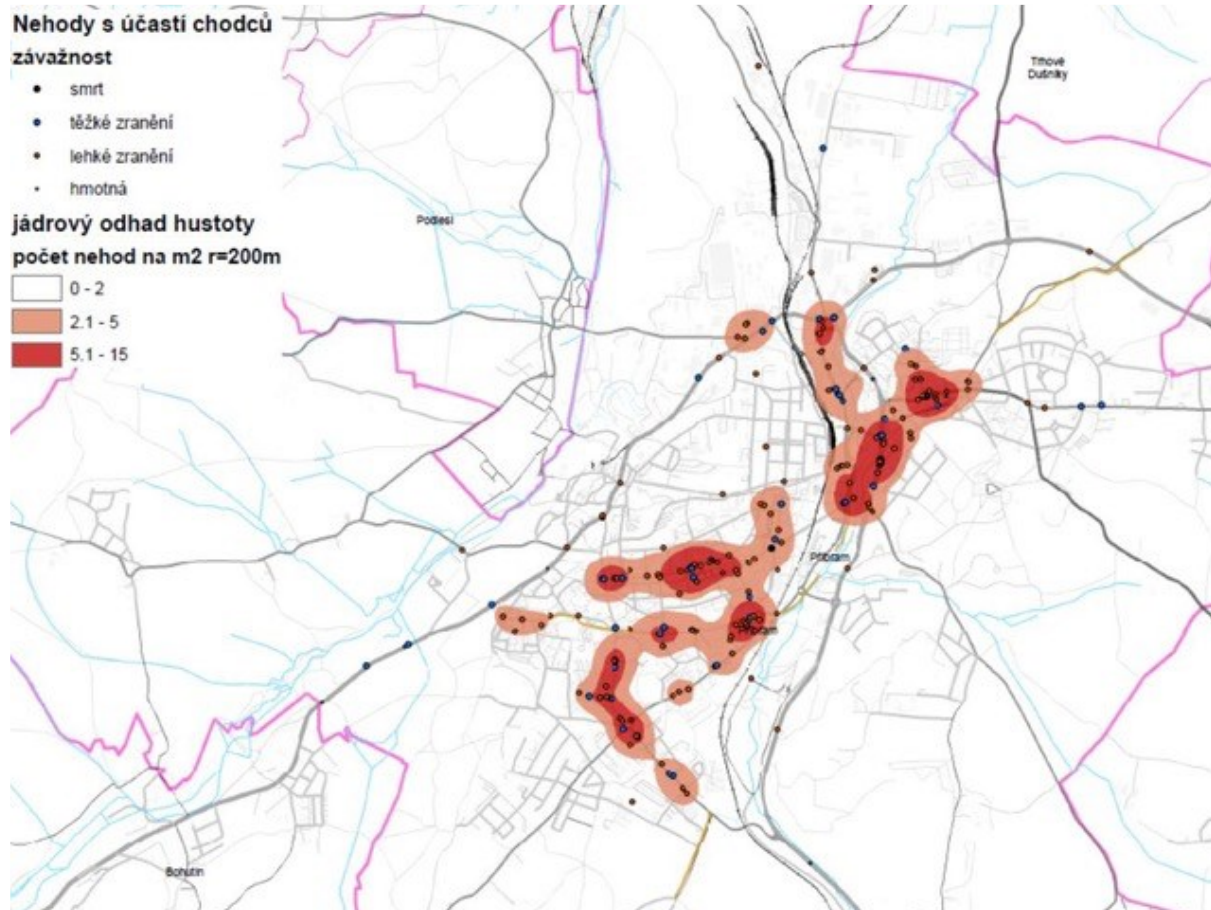 Nehody s účastí chodců
závažnost
smrt
těžké zranění
lehké zranění
hmotná
jádrový odhad hustoty
počet nehod na m2 r=200m
0 - 2
2.1 - 5
5.1 - 15
Trhové
Dušníky
Podlesí
Příbram
Příbram
Bohutín